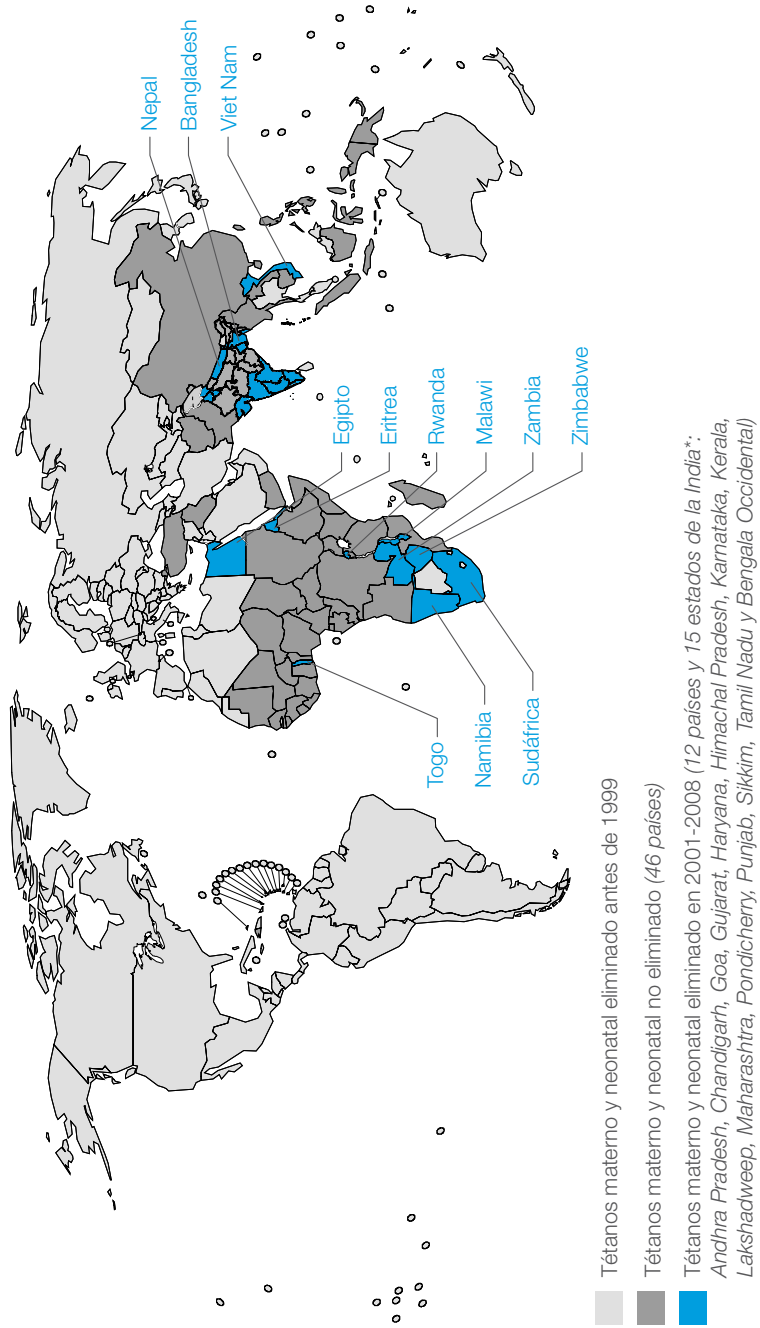 Nepal
Bangladesh
Viet Nam
Egipto
Eritrea
Rwanda
Malawi
Zambia
Zimbabwe
Togo
Namibia
Sudáfrica
Tétanos materno y neonatal eliminado antes de 1999
Tétanos materno y neonatal no eliminado (46 países)
Tétanos materno y neonatal eliminado en 2001-2008 (12 países y 15 estados de la India*:
Andhra Pradesh, Chandigarh, Goa, Gujarat, Haryana, Himachal Pradesh, Karnataka, Kerala,
Lakshadweep, Maharashtra, Pondicherry, Punjab, Sikkim, Tamil Nadu y Bengala Occidental)